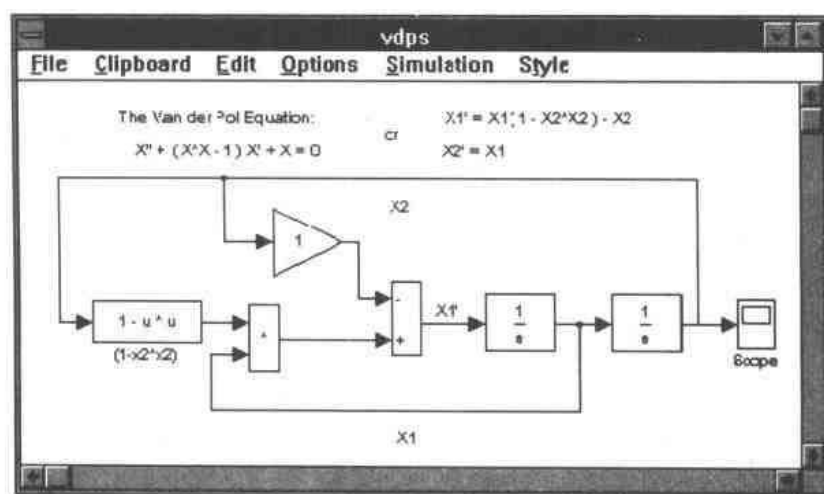 vdps
File Clipboard Edit Options Simulation Style
The Van der Pol Equation:
X'' + (X*X - 1) X' + X = 0
or
X1' = X1(1 - X2*X2) - X2
X2' = X1
X2
1
1 - u * u
(1-x2*x2)
*
-
+
X1'
1
s
1
s
Scope
X1